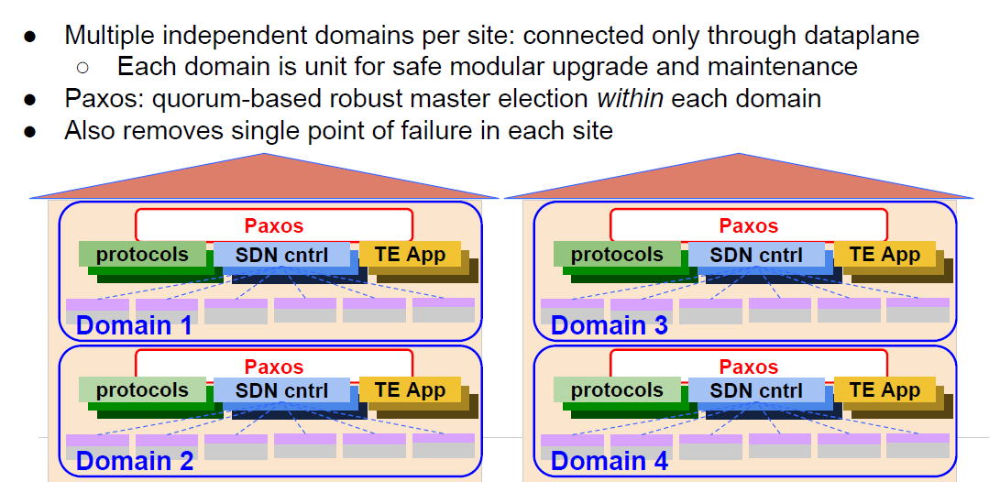 ● Multiple independent domains per site: connected only through dataplane
○ Each domain is unit for safe modular upgrade and maintenance
● Paxos: quorum-based robust master election within each domain
● Also removes single point of failure in each site
Paxos
protocols SDN cntrl TE App
Domain 1
Paxos
protocols SDN cntrl TE App
Domain 2
Paxos
protocols SDN cntrl TE App
Domain 3
Paxos
protocols SDN cntrl TE App
Domain 4